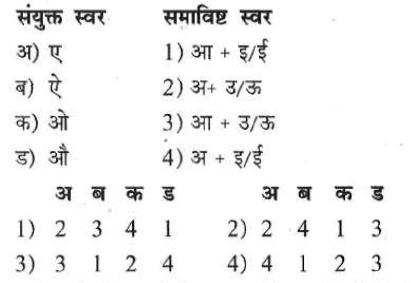 संयुक्त स्वर समाविष्ट स्वर
अ) ए 1) आ + इ/ई
ब) ऐ 2) अ+ उ/ऊ
क) ओ 3) आ + उ/ऊ
ड) औ 4) अ + इ/ई
अ ब क ड अ ब क ड
1) 2 3 4 1 2) 2 4 1 3
3) 3 1 2 4 4) 4 1 2 3